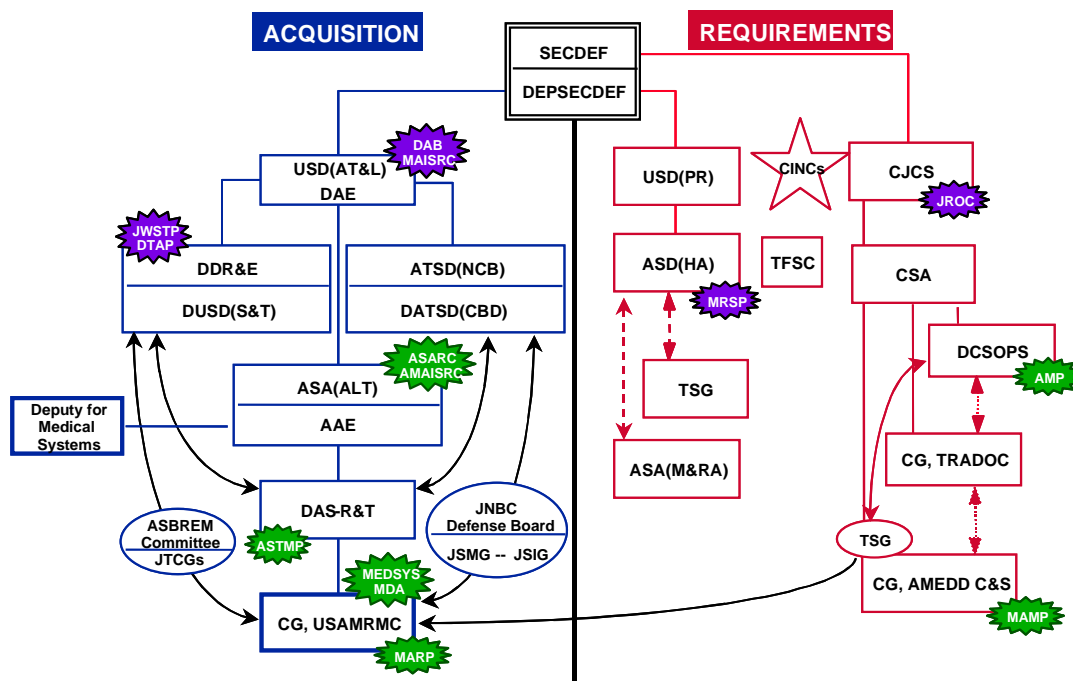 ACQUISITION
REQUIREMENTS
SECDEF
DEPSECDEF
DAB
MAISRC
USD(AT&L)
DAE
JWSTP
DTAP
DDR&E
DUSD(S&T)
ATSD(NCB)
DATSD(CBD)
ASARC
AMAISRC
ASA(ALT)
AAE
Deputy for
Medical
Systems
DAS-R&T
ASTMP
ASBREM
Committee
JTCGs
JNBC
Defense Board
JSMG -- JSIG
MEDSYS
MDA
CG, USAMRMC
MARP
USD(PR)
CINCs
CJCS
JROC
ASD(HA)
MRSP
TFSC
CSA
TSG
DCSOPS
AMP
ASA(M&RA)
CG, TRADOC
TSG
CG, AMEDD C&S
MAMP